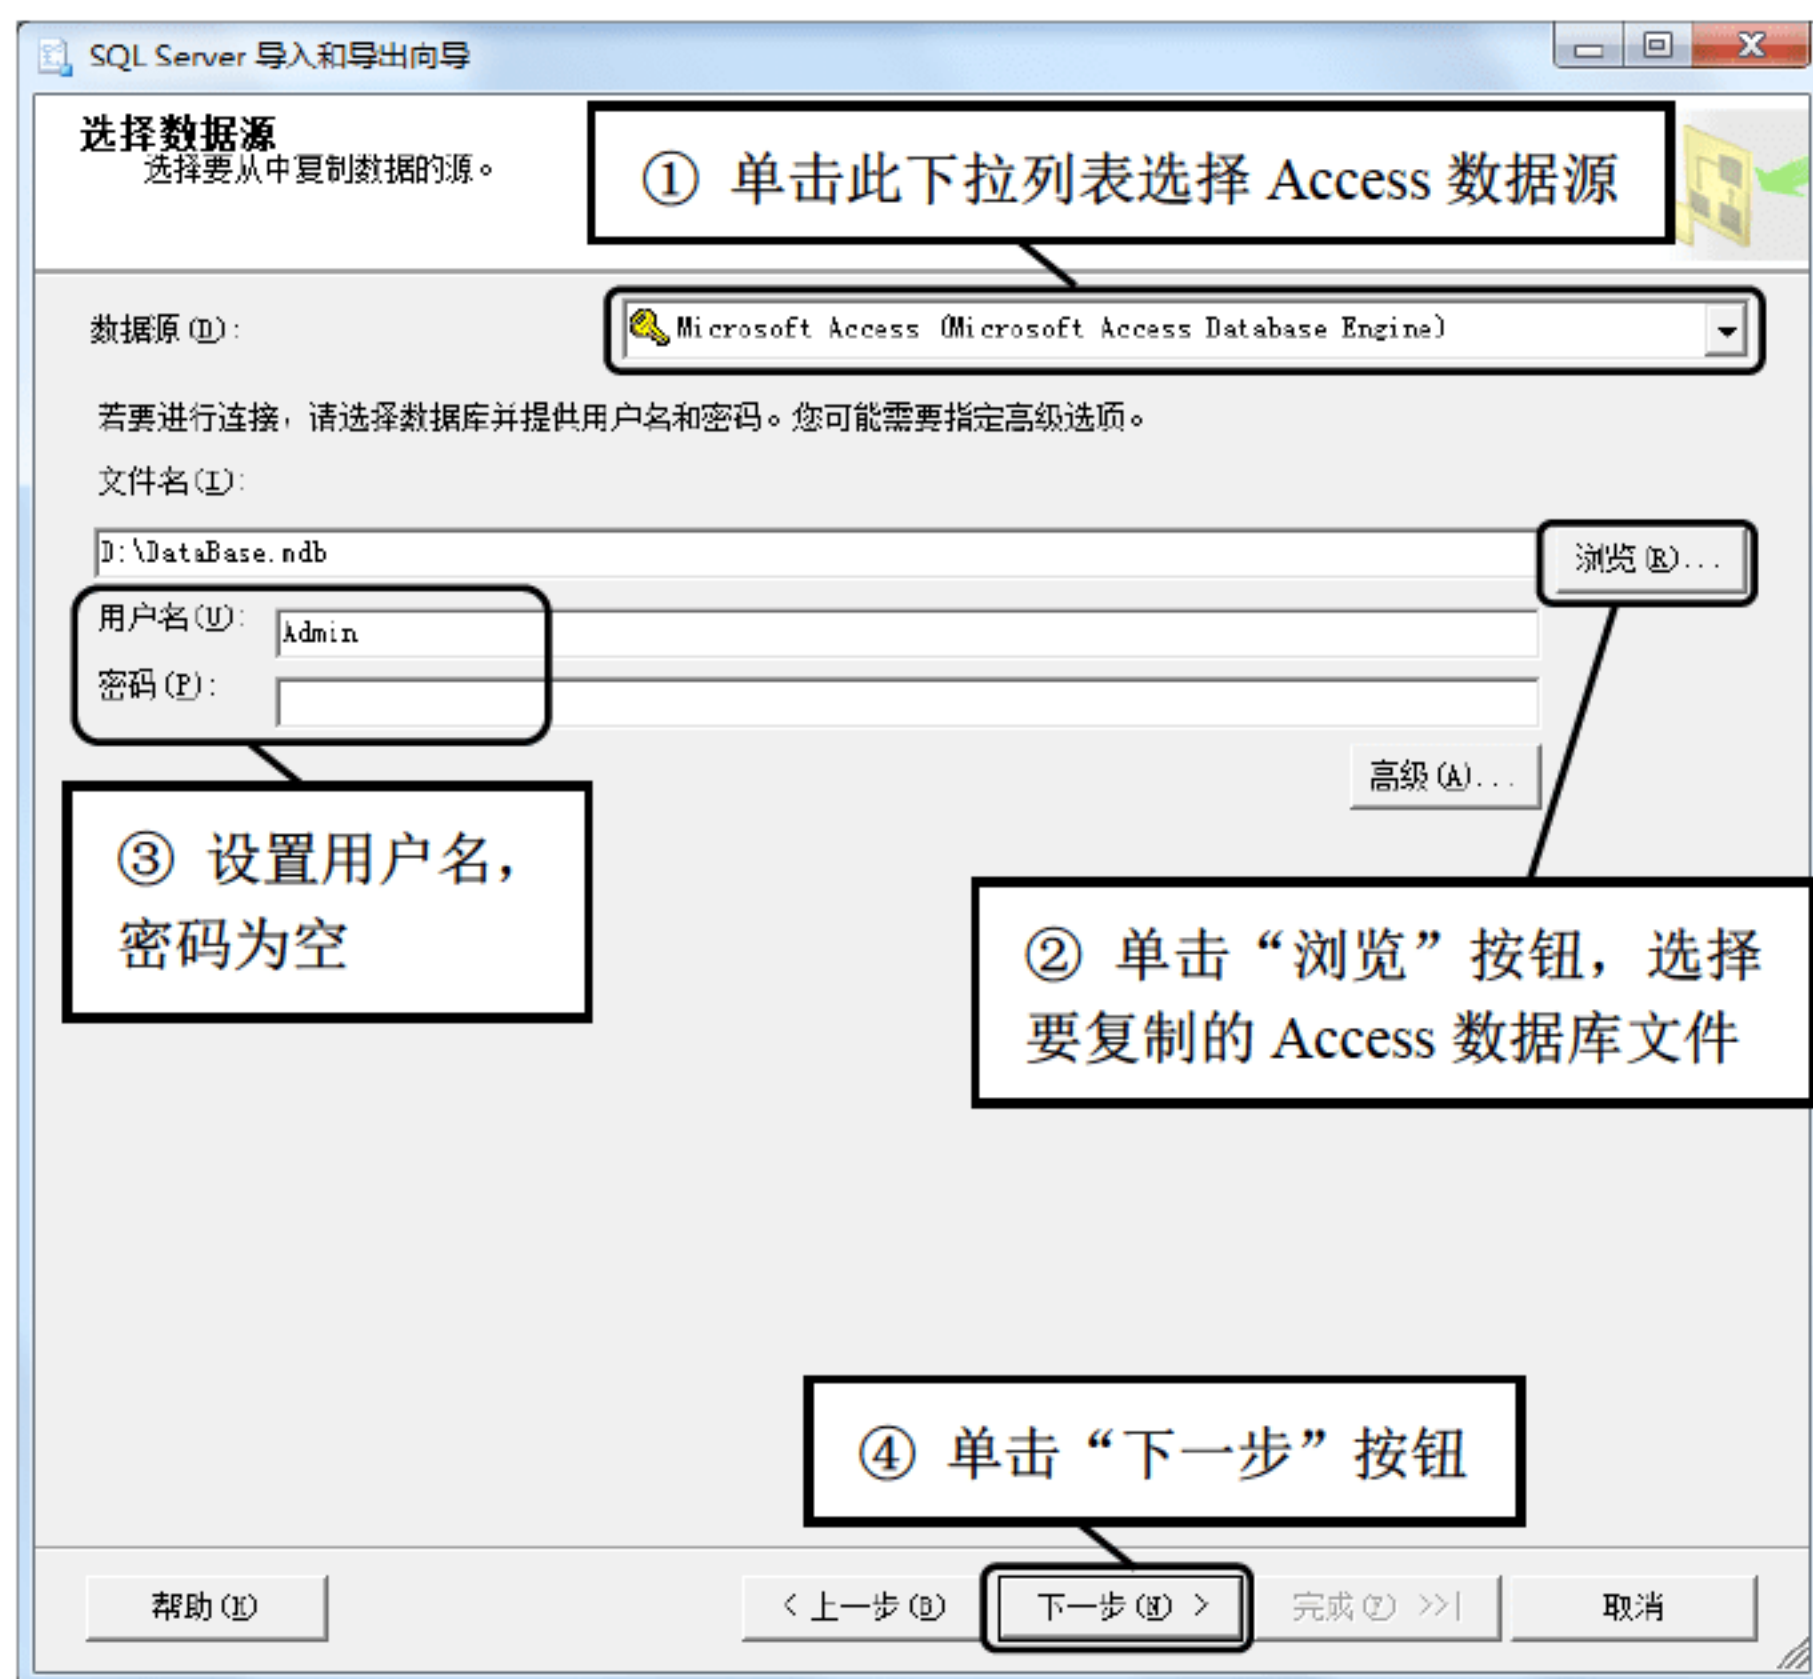 SQL Server 导入和导出向导
选择数据源
选择要从中复制数据的源。
① 单击此下拉列表选择 Access 数据源
数据源(D):
Microsoft Access (Microsoft Access Database Engine)
若要进行连接，请选择数据库并提供用户名和密码。您可能需要指定高级选项。
文件名(I):
D:\DataBase.mdb
浏览(R)...
用户名(U):
Admin
密码(P):
高级(A)...
③ 设置用户名，
密码为空
② 单击“浏览”按钮，选择
要复制的 Access 数据库文件
④ 单击“下一步”按钮
帮助(H)
< 上一步(B)
下一步(N) >
完成(F) >>|
取消